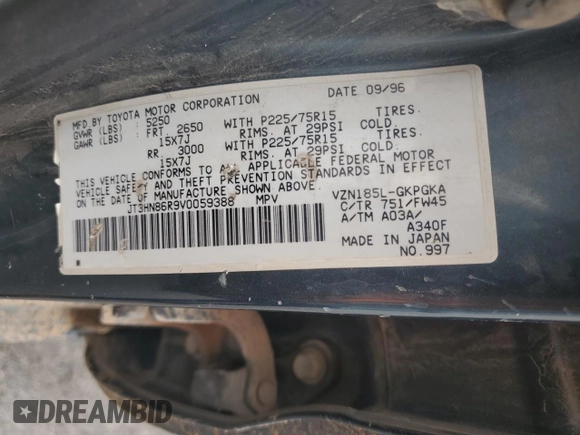 MFD BY TOYOTA MOTOR CORPORATION DATE 09/96
GVWR (LBS) : 5250
GAWR (LBS) : FRT. 2650 WITH P225/75R15 TIRES.
15X7J RIMS. AT 29PSI COLD.
RR 3000 WITH P225/75R15 TIRES.
15X7J RIMS. AT 29PSI COLD.
THIS VEHICLE CONFORMS TO ALL APPLICABLE FEDERAL MOTOR
VEHICLE SAFETY AND THEFT PREVENTION STANDARDS IN EFFECT
ON THE DATE OF MANUFACTURE SHOWN ABOVE.
JT3HN86R9V0059388 MPV VZN185L-GKPGKA
C/TR 751/FW45
A/TM A03A/
A340F
MADE IN JAPAN
NO.997
DREAMBID